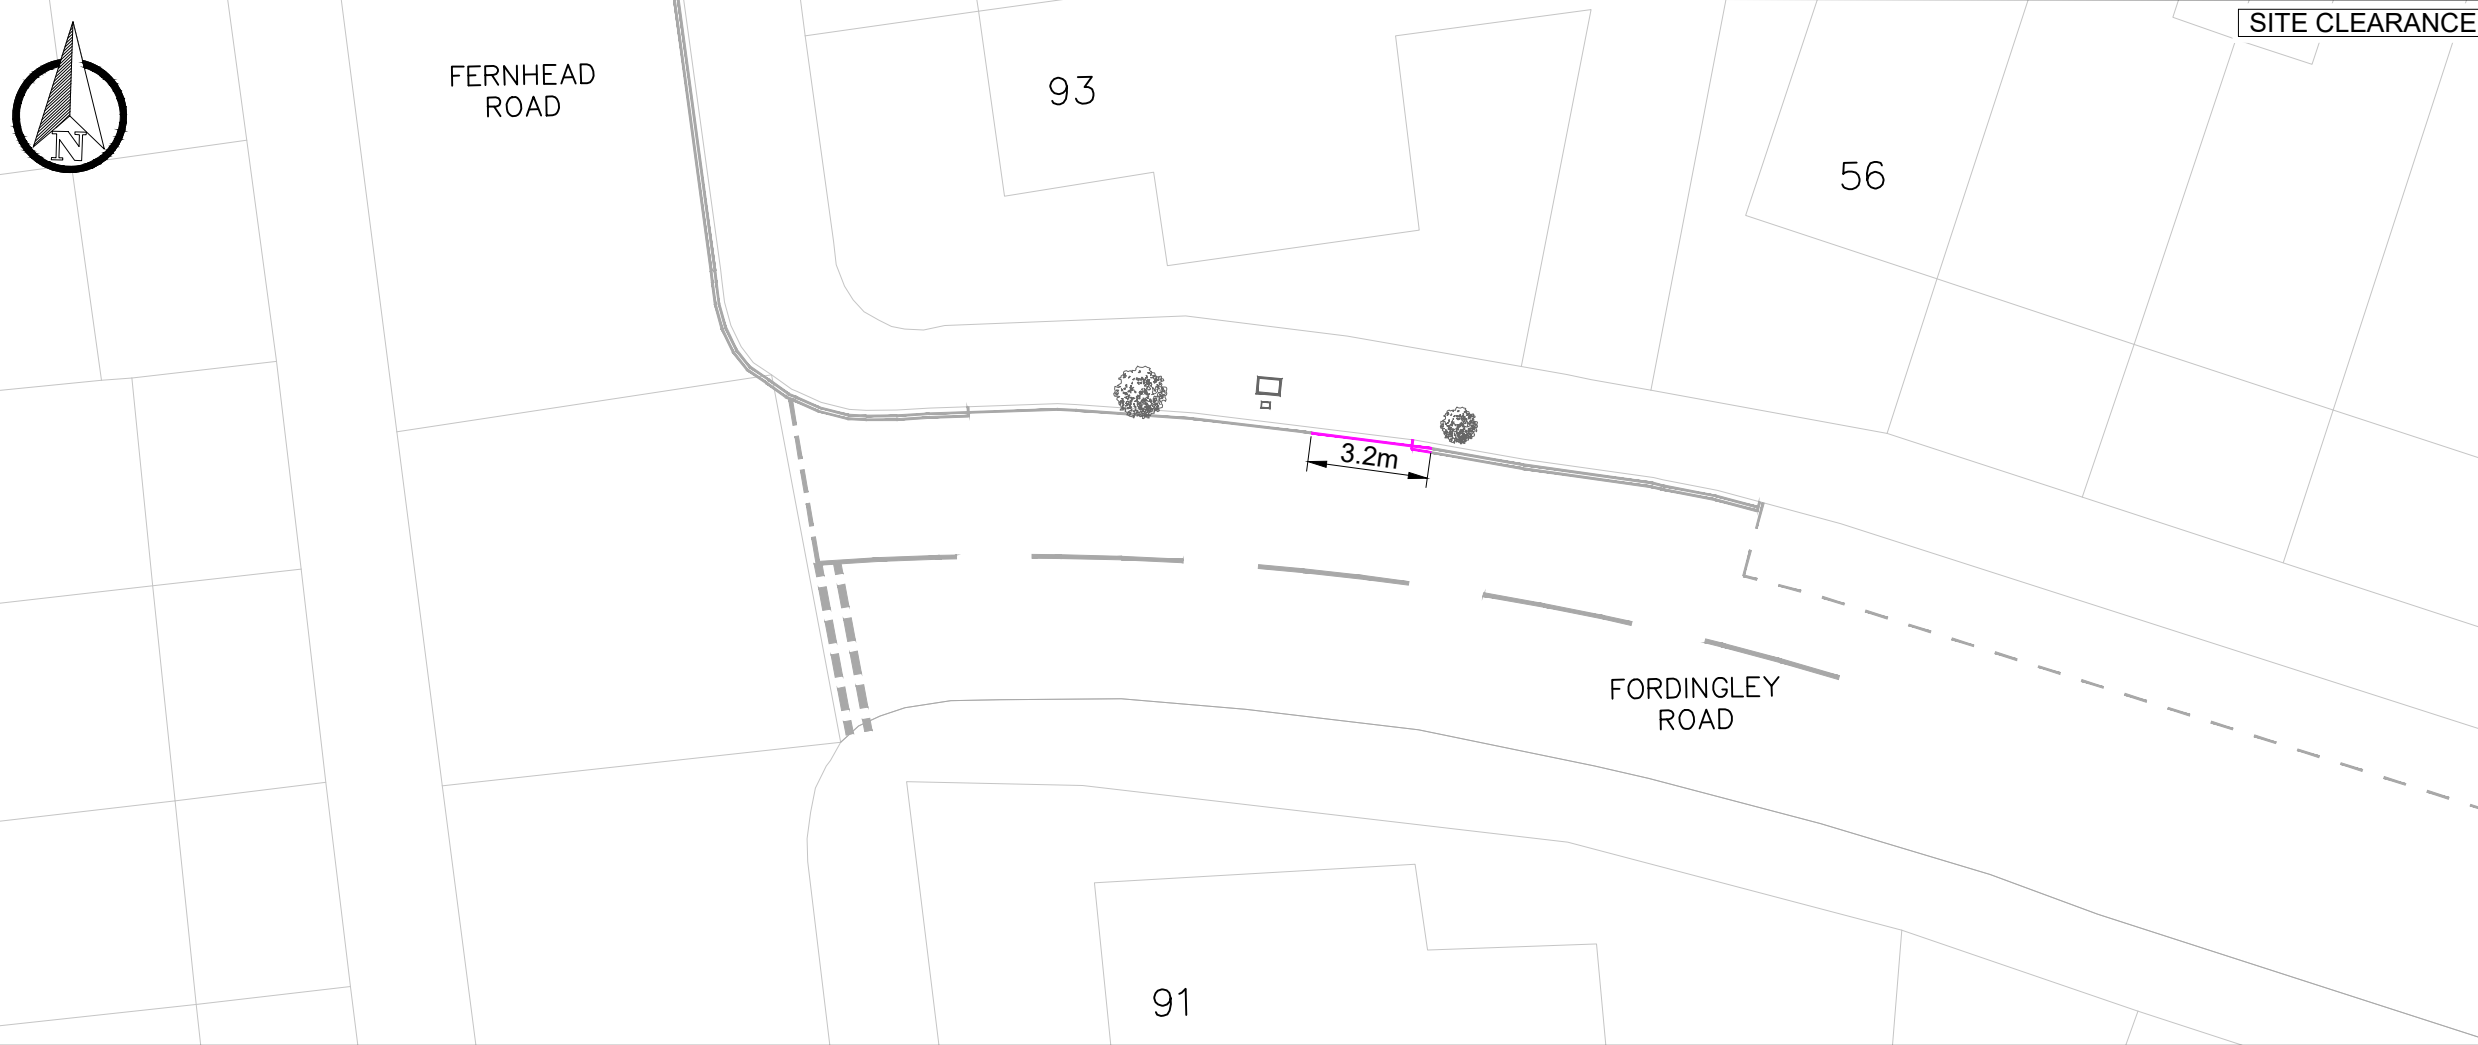 SITE CLEARANCE
N
FERNHEAD
ROAD
93
56
3.2m
FORDINGLEY
ROAD
91